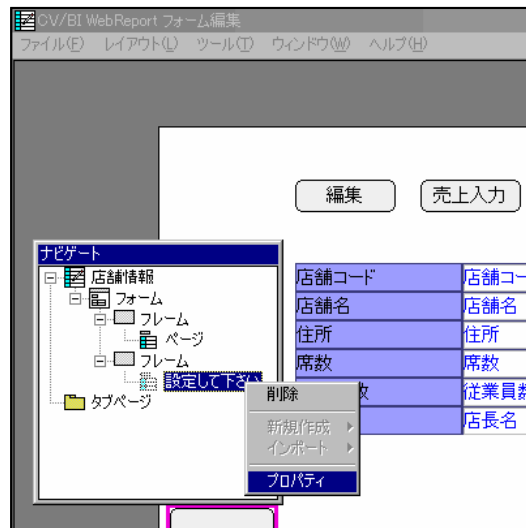 CV/BI WebReport フォーム編集
ファイル(F) レイアウト(L) ツール(T) ウィンドウ(W) ヘルプ(H)
編集 売上入力
ナビゲート
店舗情報
フォーム
フレーム
ページ
フレーム
設定して下さい
タブページ
削除
新規作成
インポート
プロパティ
店舗コード 店舗コー
店舗名 店舗名
住所 住所
席数 席数
数 従業員数
店長名